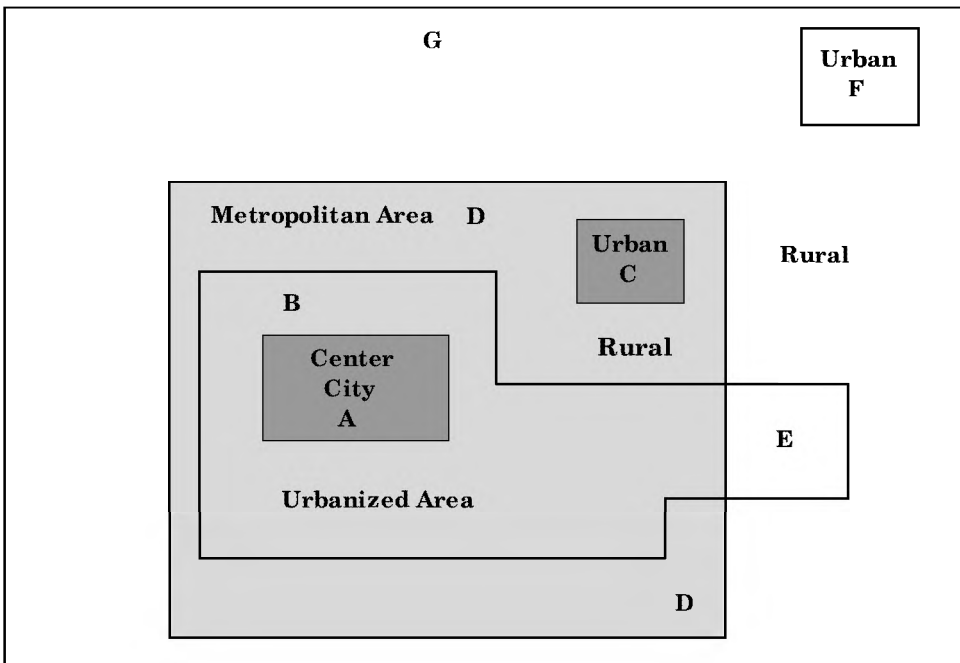 G
Urban
F
Metropolitan Area D
Urban
C
Rural
B
Rural
Center
City
A
E
Urbanized Area
D